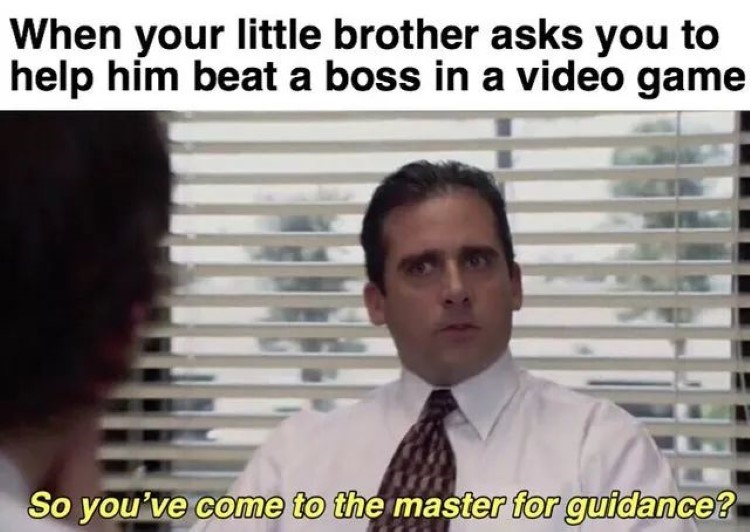 When your little brother asks you to
help him beat a boss in a video game
So you've come to the master for guidance?